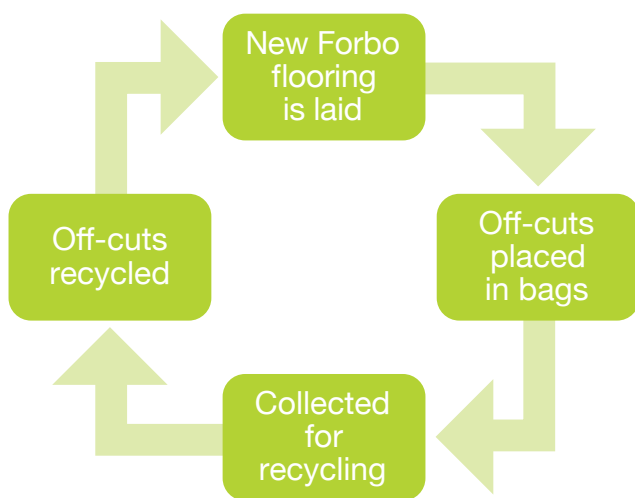 New Forbo
flooring
is laid
Off-cuts
placed
in bags
Collected
for
recycling
Off-cuts
recycled